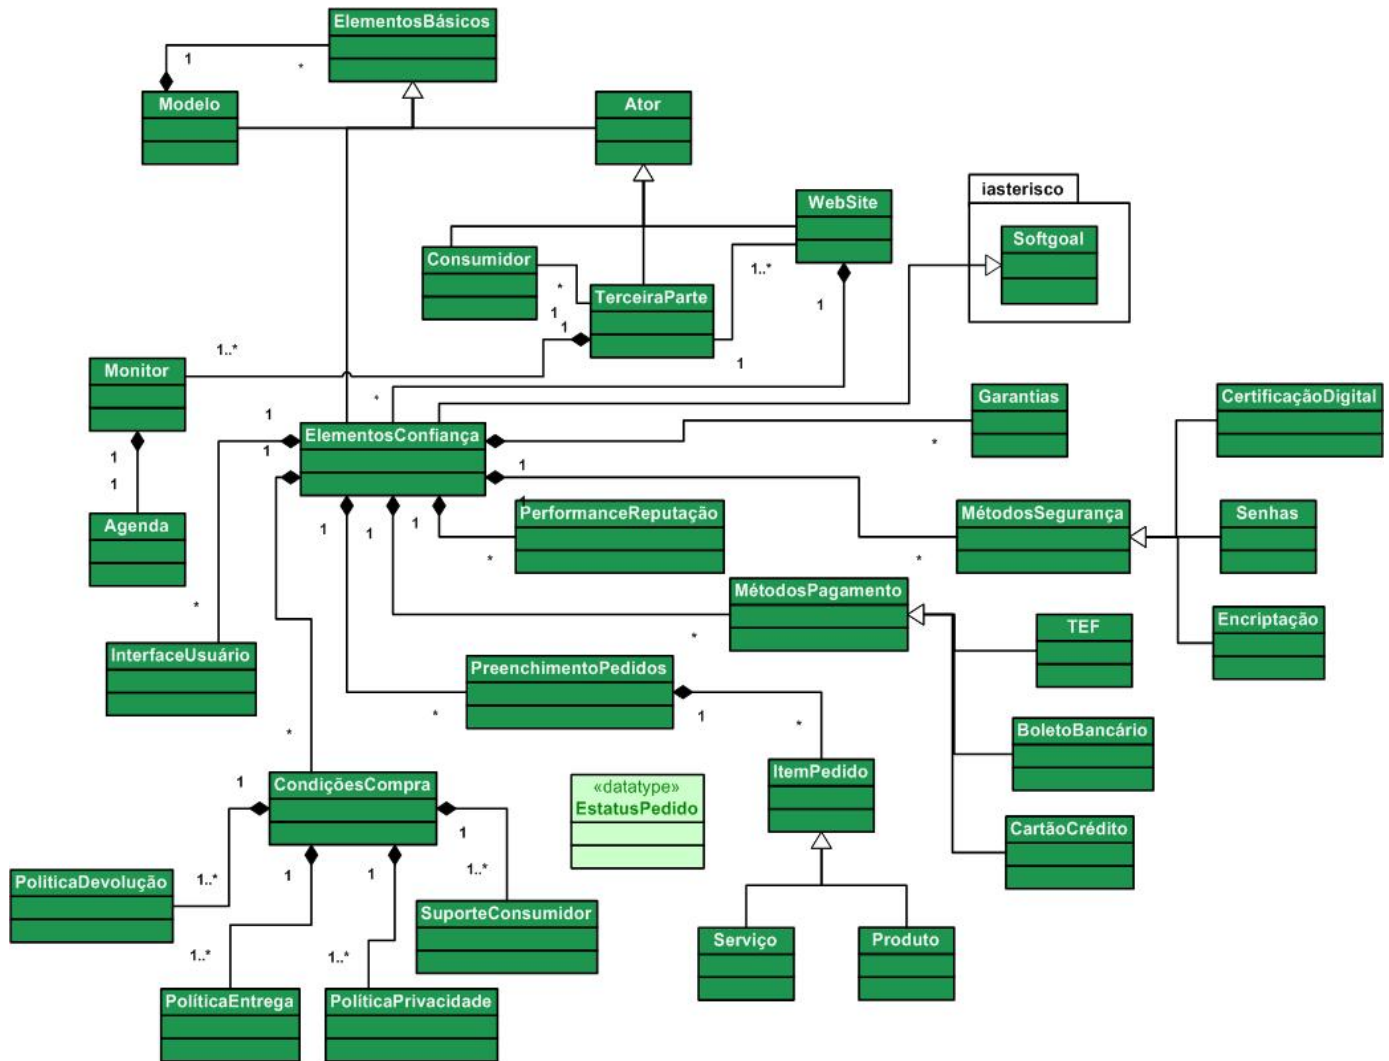 ElementosBásicos
1
*
Modelo
Ator
iasterisco
WebSite
Softgoal
Consumidor
1..*
*
TerceiraParte
1
1
1
1..*
1
Monitor
*
Garantias
CertificaçãoDigital
1
ElementosConfiança
*
1
1
1
1
1
1
1
1
Agenda
PerformanceReputação
MétodosSegurança
Senhas
*
*
MétodosPagamento
*
*
TEF
Encriptação
InterfaceUsuário
PreenchimentoPedidos
*
1
*
*
BoletoBancário
CondiçõesCompra
1
«datatype»
EstatusPedido
ItemPedido
1
CartãoCrédito
1
1
1..*
1..*
PoliticaDevolução
SuporteConsumidor
Serviço
Produto
1..*
1..*
PolíticaEntrega
PolíticaPrivacidade